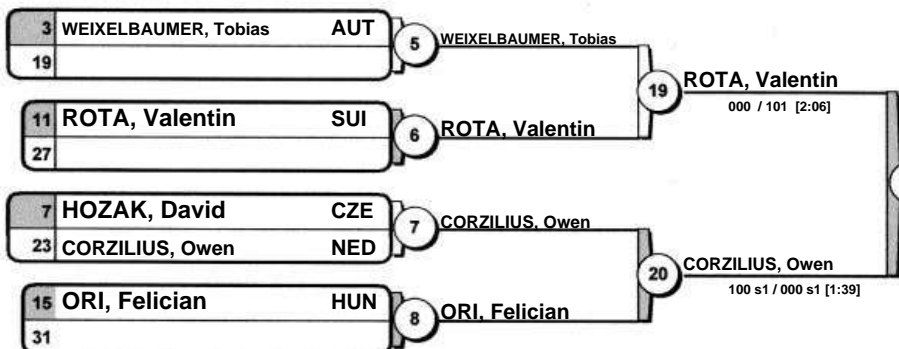 3 WEIXELBAUMER, Tobias AUT
19
5 WEIXELBAUMER, Tobias
11 ROTA, Valentin SUI
27
6 ROTA, Valentin
19 ROTA, Valentin
000 / 101 [2:06]
7 HOZAK, David CZE
23 CORZILIUS, Owen NED
7 CORZILIUS, Owen
15 ORI, Felician HUN
31
8 ORI, Felician
20 CORZILIUS, Owen
100 s1 / 000 s1 [1:39]